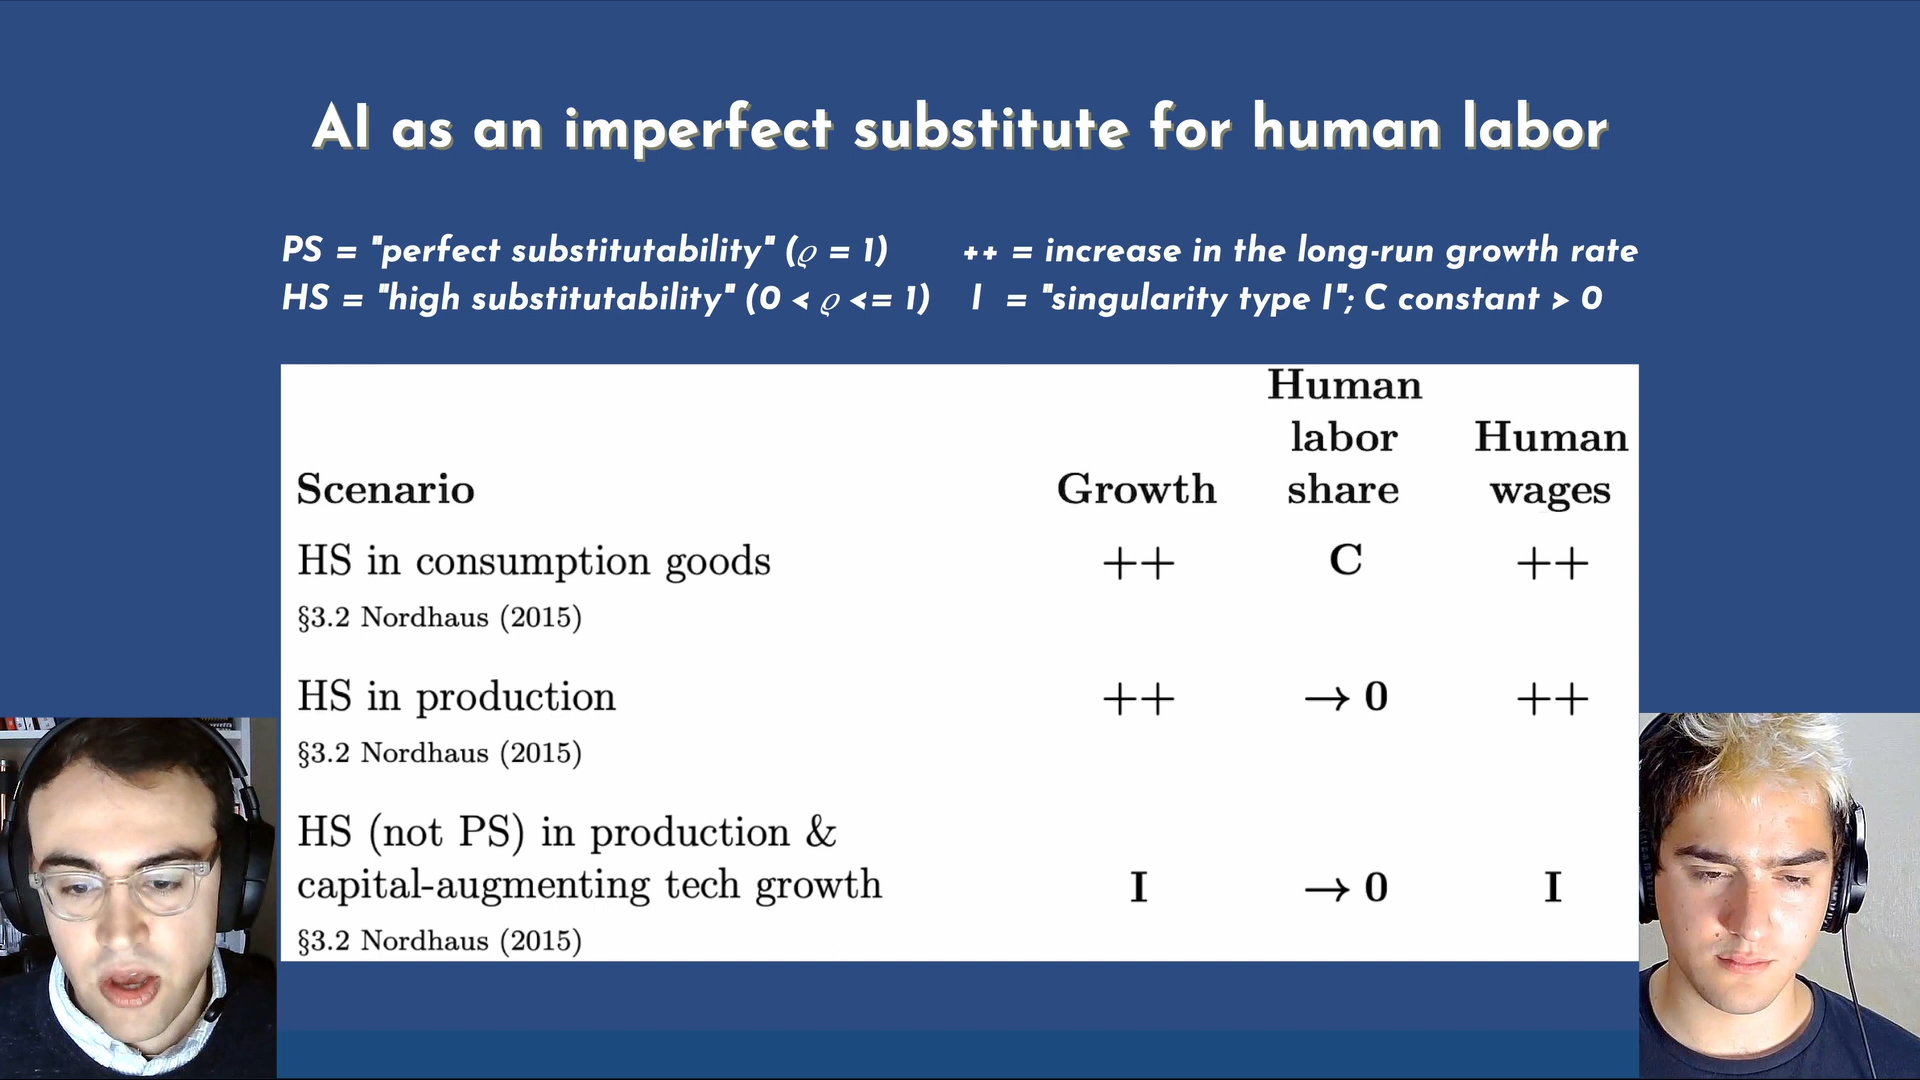 AI as an imperfect substitute for human labor
PS = "perfect substitutability" (ϱ = 1)
++ = increase in the long-run growth rate
HS = "high substitutability" (0 < ϱ <= 1)
I = "singularity type I"; C constant > 0
Human
labor
Human
Scenario
Growth
share
wages
HS in consumption goods
++
C
++
§3.2 Nordhaus (2015)
HS in production
++
→ 0
++
§3.2 Nordhaus (2015)
HS (not PS) in production &
capital-augmenting tech growth
I
→ 0
I
§3.2 Nordhaus (2015)